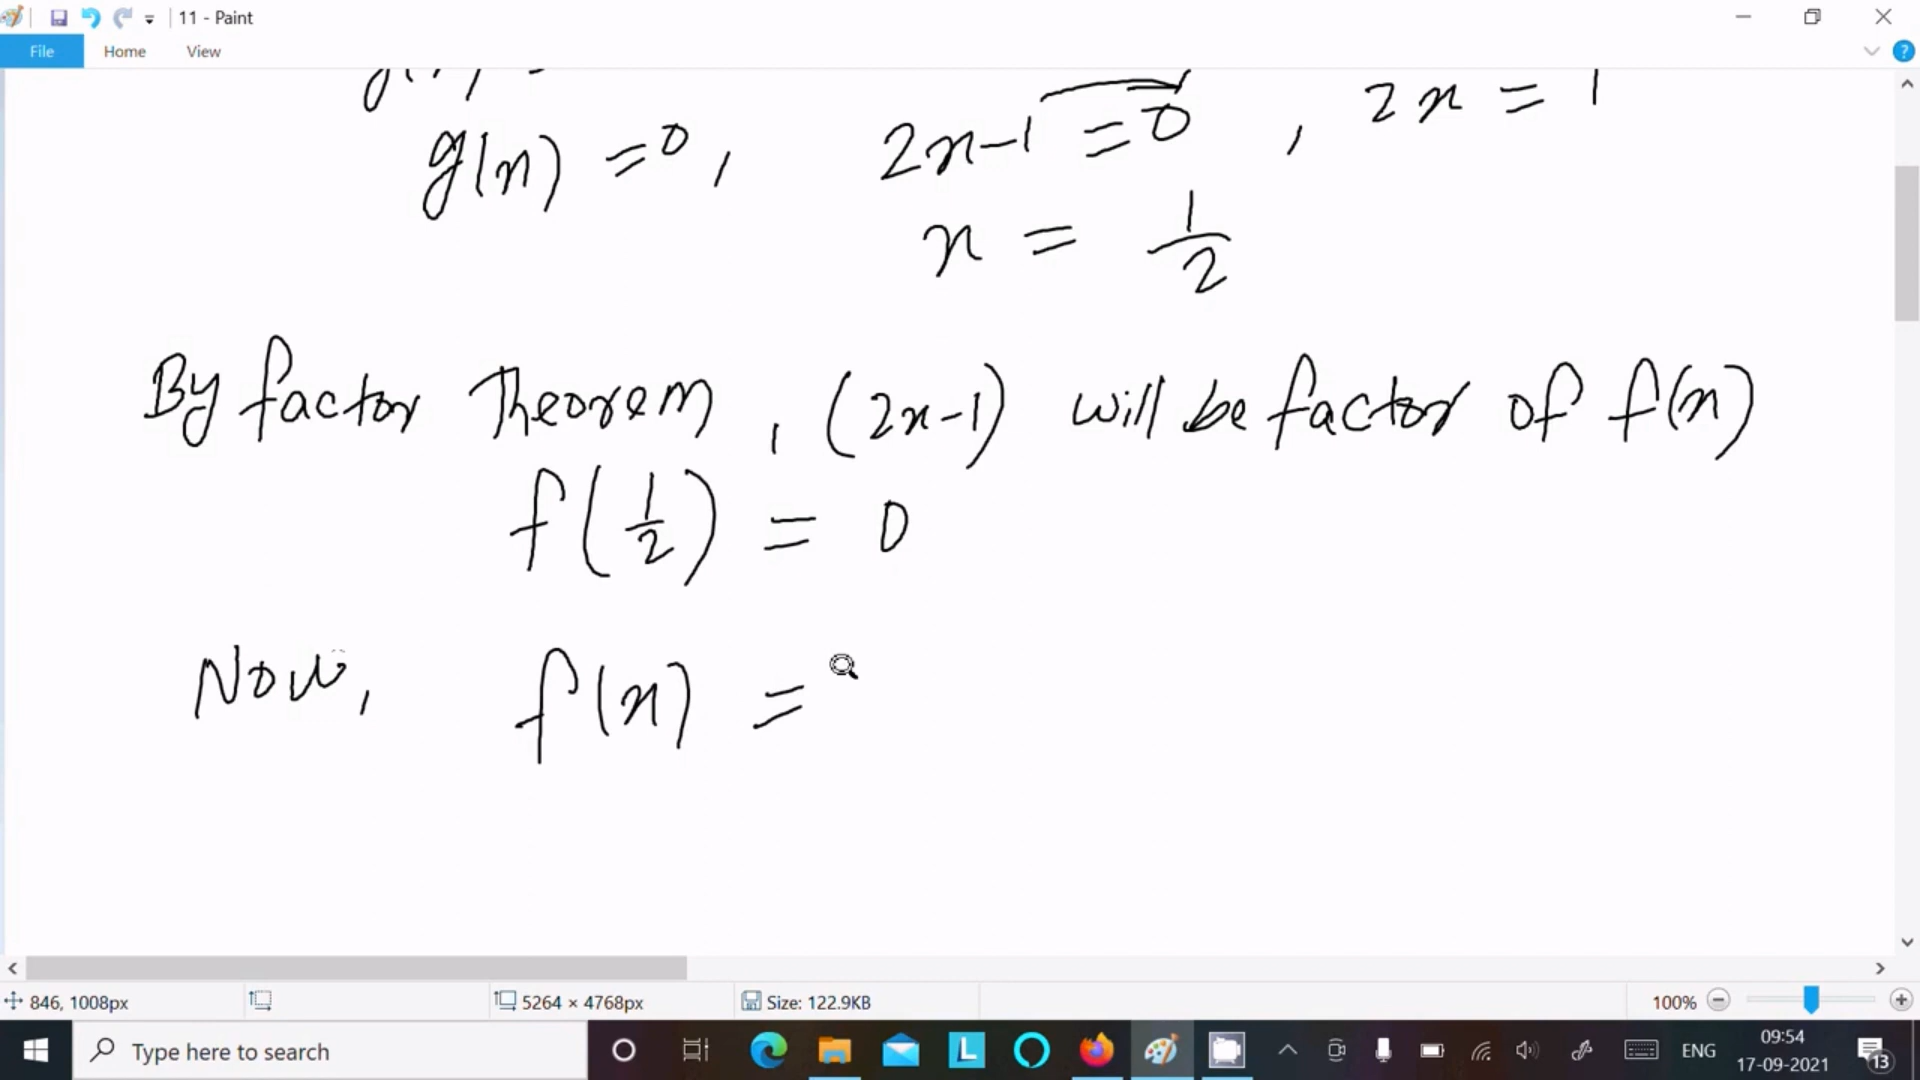 11 - Paint
File Home View
g(x) =0, 2x-1 =0, 2x = 1
x = 1/2
By factor Theorem, (2x-1) will be factor of f(x)
f(1/2) = 0
Now, f(x) =
846, 1008px 5264 × 4768px Size: 122.9KB 100%
Type here to search
ENG 09:54
17-09-2021
13